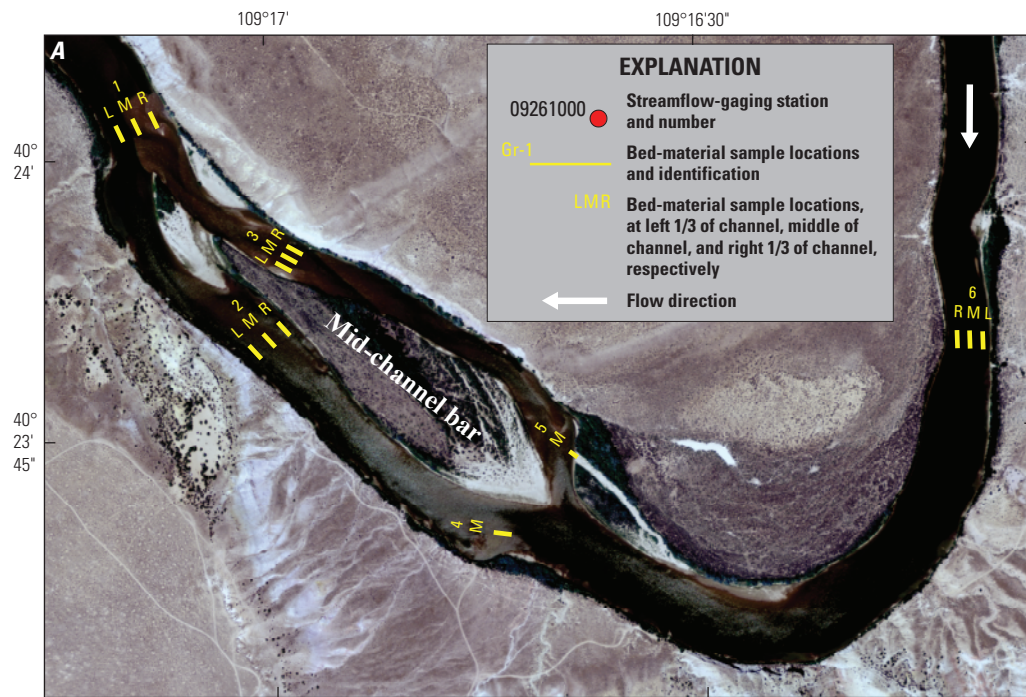 109°17'
109°16'30"
A
EXPLANATION
09261000
Streamflow-gaging station
and number
Gr-1
Bed-material sample locations
and identification
LMR
Bed-material sample locations,
at left 1/3 of channel, middle of
channel, and right 1/3 of channel,
respectively
Flow direction
1
L M R
40°
24'
3
L M R
2
L M R
6
R M L
Mid-channel bar
40°
23'
45"
5
M
4
M